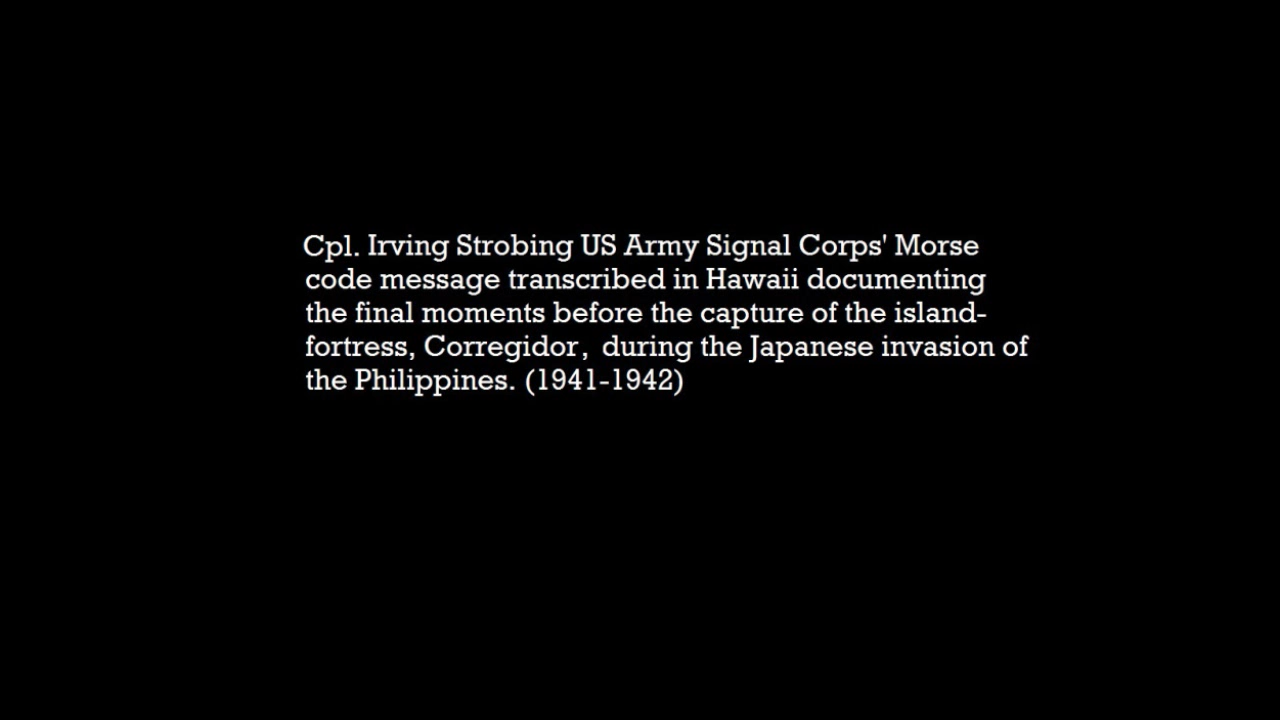 Cpl. Irving Strobing US Army Signal Corps' Morse
code message transcribed in Hawaii documenting
the final moments before the capture of the island-
fortress, Corregidor, during the Japanese invasion of
the Philippines. (1941-1942)